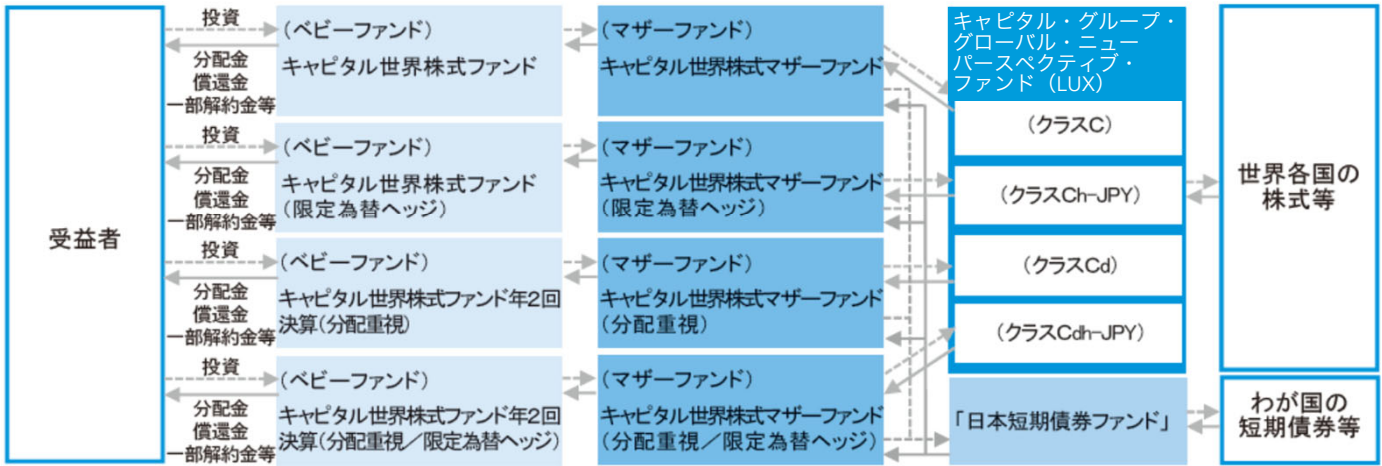 受益者
投資
分配金
償還金
一部解約金等
(ベビーファンド)
キャピタル世界株式ファンド
(マザーファンド)
キャピタル世界株式マザーファンド
投資
分配金
償還金
一部解約金等
(ベビーファンド)
キャピタル世界株式ファンド
(限定為替ヘッジ)
(マザーファンド)
キャピタル世界株式マザーファンド
(限定為替ヘッジ)
投資
分配金
償還金
一部解約金等
(ベビーファンド)
キャピタル世界株式ファンド年2回
決算(分配重視)
(マザーファンド)
キャピタル世界株式マザーファンド
(分配重視)
投資
分配金
償還金
一部解約金等
(ベビーファンド)
キャピタル世界株式ファンド年2回
決算(分配重視/限定為替ヘッジ)
(マザーファンド)
キャピタル世界株式マザーファンド
(分配重視/限定為替ヘッジ)
キャピタル・グループ・
グローバル・ニュー
パースペクティブ・
ファンド(LUX)
(クラスC)
(クラスCh-JPY)
(クラスCd)
(クラスCdh-JPY)
「日本短期債券ファンド」
世界各国の
株式等
わが国の
短期債券等